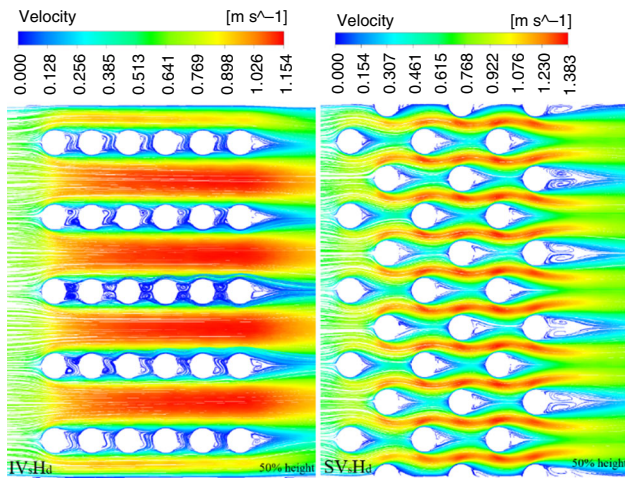 Velocity [m s^–1]
0.000 0.128 0.256 0.385 0.513 0.641 0.769 0.898 1.026 1.154
Velocity [m s^–1]
0.000 0.154 0.307 0.461 0.615 0.768 0.922 1.076 1.230 1.383
IVsHd 50% height
SVsHd 50% height